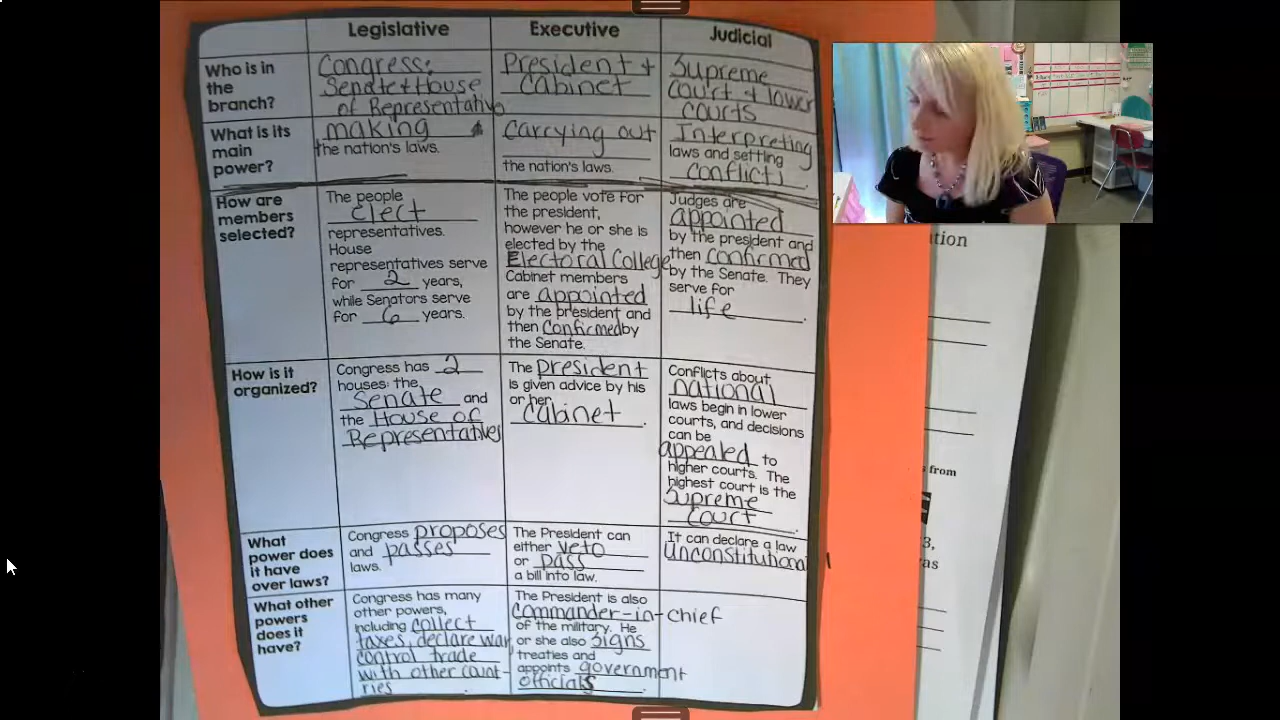 Legislative
Executive
Judicial
Who is in
the
branch?
Congress:
Senate + House
of Representative
President +
Cabinet
Supreme
court + lower
courts
What is its
main
power?
making
the nation's laws.
Carrying out
the nation's laws.
Interpreting
laws and settling
conflicts.
How are
members
selected?
The people
elect
representatives.
House
representatives serve
for 2 years,
while Senators serve
for 6 years.
The people vote for
the president,
however he or she is
elected by the
Electoral College
Cabinet members
are appointed
by the president and
then confirmed by
the Senate.
Judges are
appointed
by the president and
then confirmed
by the Senate. They
serve for
life.
How is it
organized?
Congress has 2
houses: the
Senate and
the House of
Representatives
The president
is given advice by his
or her
cabinet.
Conflicts about
national
laws begin in lower
courts, and decisions
can be
appealed to
higher courts. The
highest court is the
Supreme
court.
What
power does
it have
over laws?
Congress proposes
and passes
laws.
The President can
either veto
or pass
a bill into law.
It can declare a law
unconstitutional
What other
powers
does it
have?
Congress has many
other powers,
including collect
taxes, declare war,
control trade
with other count-
ries.
The President is also
commander-in-chief
of the military. He
or she also signs
treaties and
appoints government
officials.
s from
3,
as